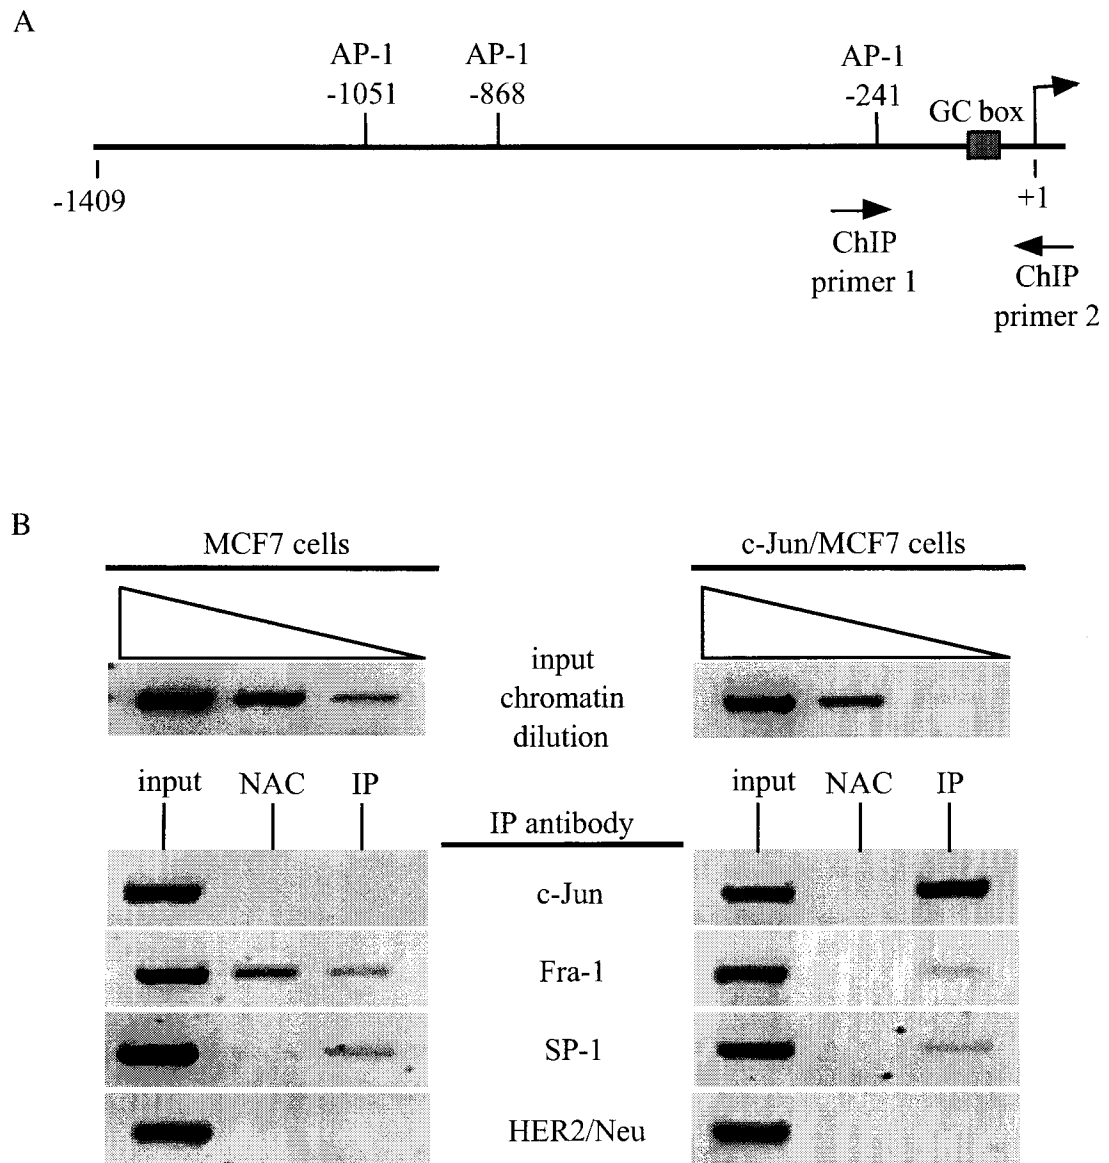 A
AP-1 AP-1 AP-1
-1051 -868 -241
GC box
-1409 +1
ChIP
primer 1
ChIP
primer 2
B
MCF7 cells c-Jun/MCF7 cells
input
chromatin
dilution
input NAC IP input NAC IP
IP antibody
c-Jun
Fra-1
SP-1
HER2/Neu